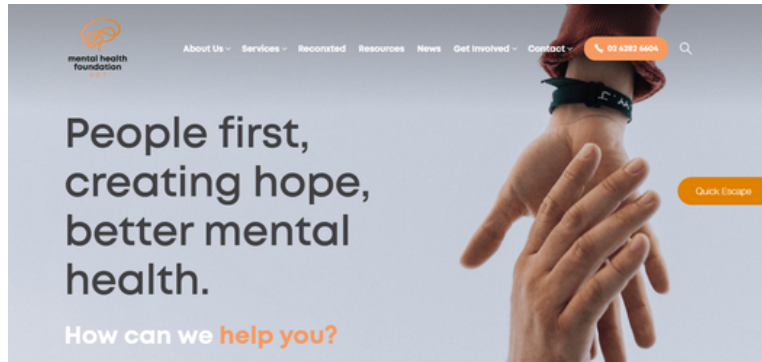 mental health
foundation
ACT
About Us
Services
Reconxted
Resources
News
Get Involved
Contact
02 6282 6604
People first,
creating hope,
better mental
health.
How can we help you?
Quick Escape